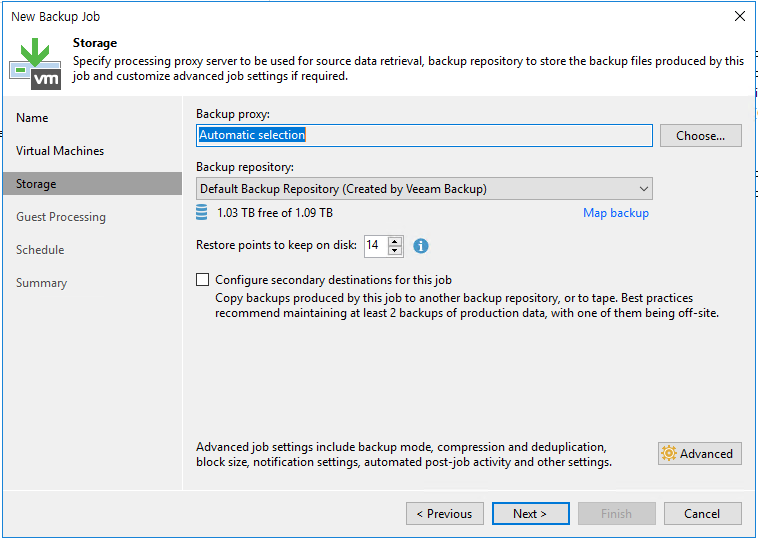 New Backup Job
Storage
Specify processing proxy server to be used for source data retrieval, backup repository to store the backup files produced by this
job and customize advanced job settings if required.
vm
Name
Virtual Machines
Storage
Guest Processing
Schedule
Summary
Backup proxy:
Automatic selection
Choose...
Backup repository:
Default Backup Repository (Created by Veeam Backup)
1.03 TB free of 1.09 TB
Map backup
Restore points to keep on disk: 14
Configure secondary destinations for this job
Copy backups produced by this job to another backup repository, or to tape. Best practices
recommend maintaining at least 2 backups of production data, with one of them being off-site.
Advanced job settings include backup mode, compression and deduplication,
block size, notification settings, automated post-job activity and other settings.
Advanced
< Previous
Next >
Finish
Cancel